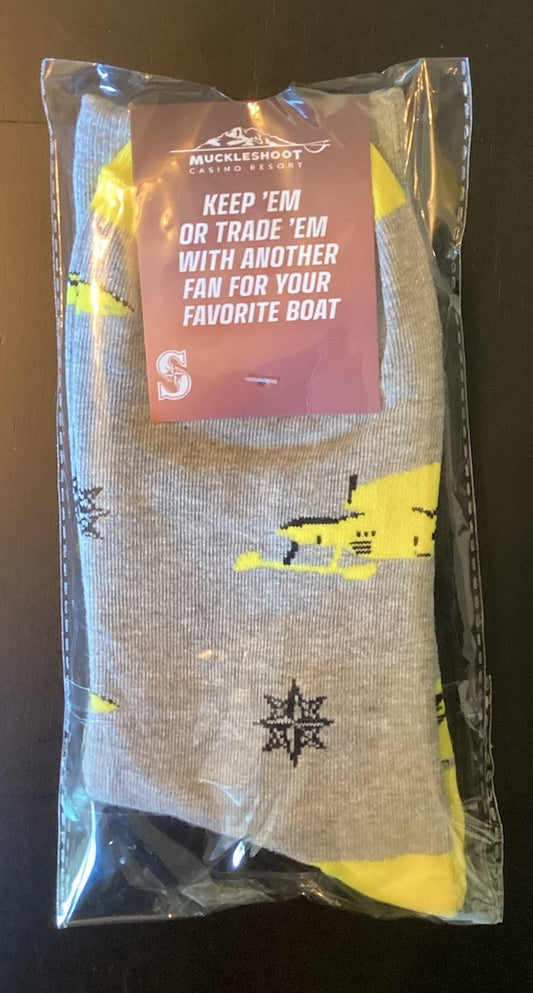 MUCKLESHOOT
CASINO RESORT
KEEP 'EM
OR TRADE 'EM
WITH ANOTHER
FAN FOR YOUR
FAVORITE BOAT
S